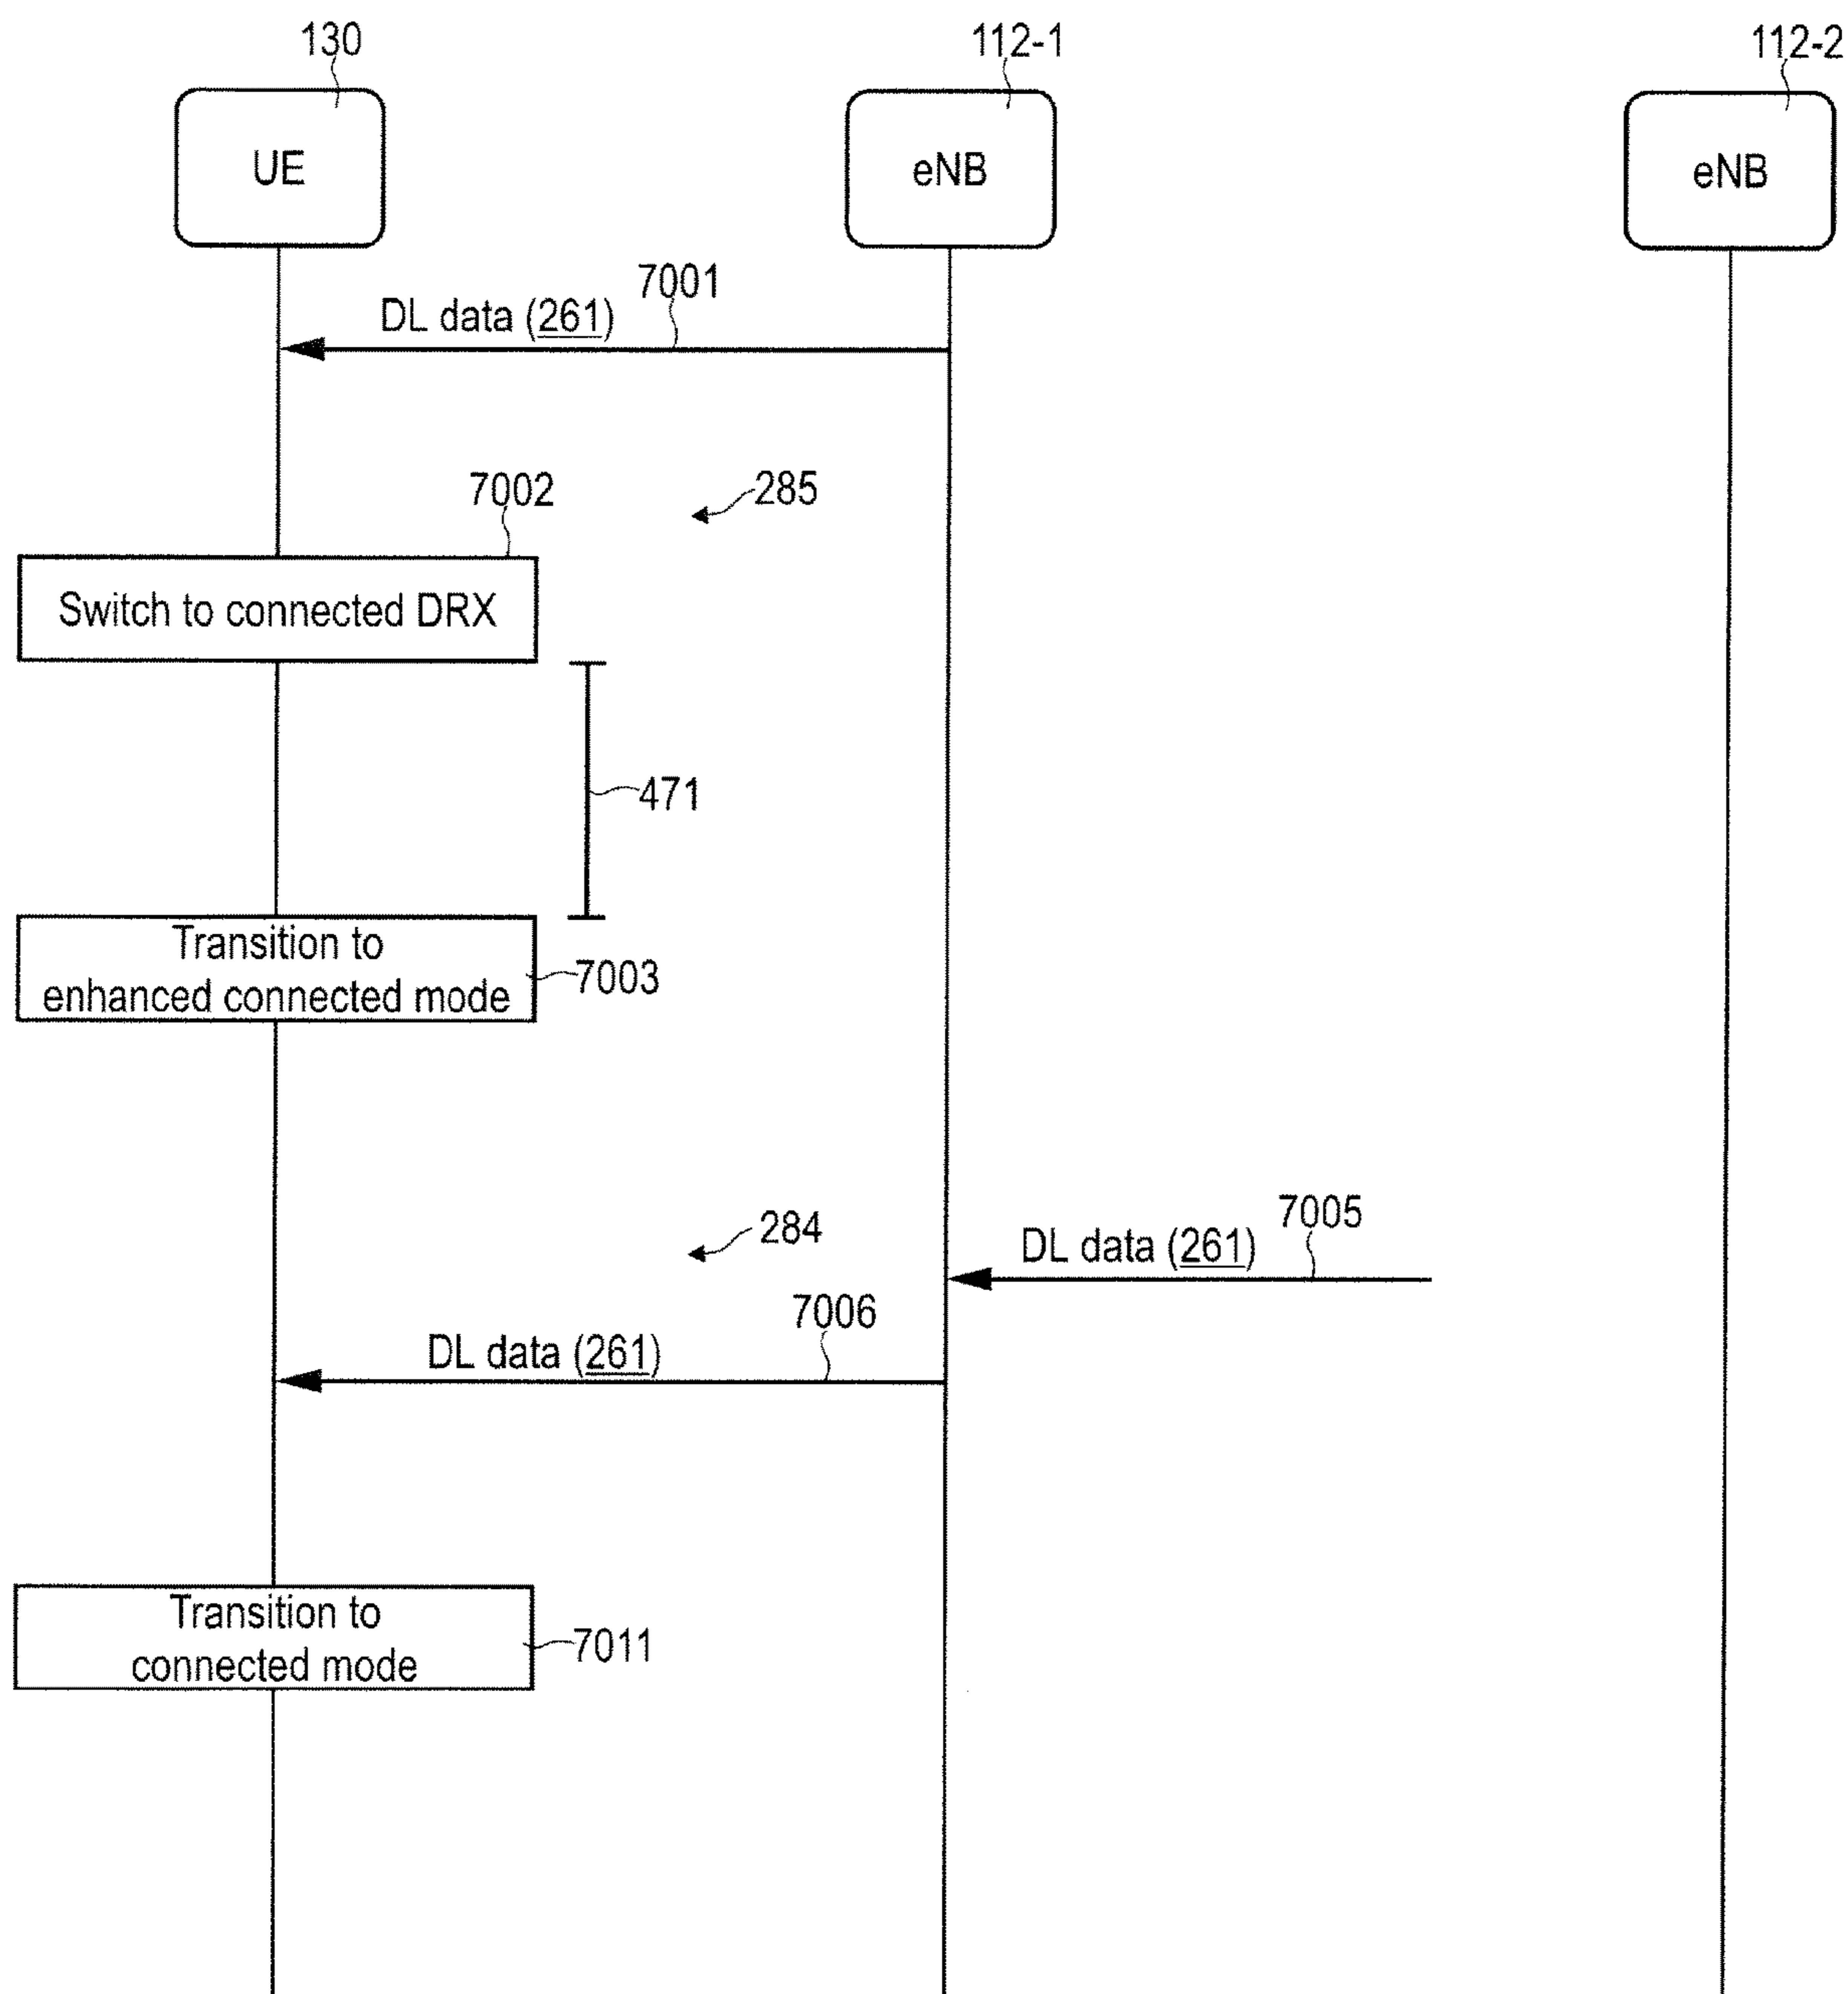 130
112-1
112-2
UE
eNB
eNB
7001
DL data (261)
7002
285
Switch to connected DRX
471
Transition to
enhanced connected mode
7003
7005
284
DL data (261)
7006
DL data (261)
Transition to
connected mode
7011